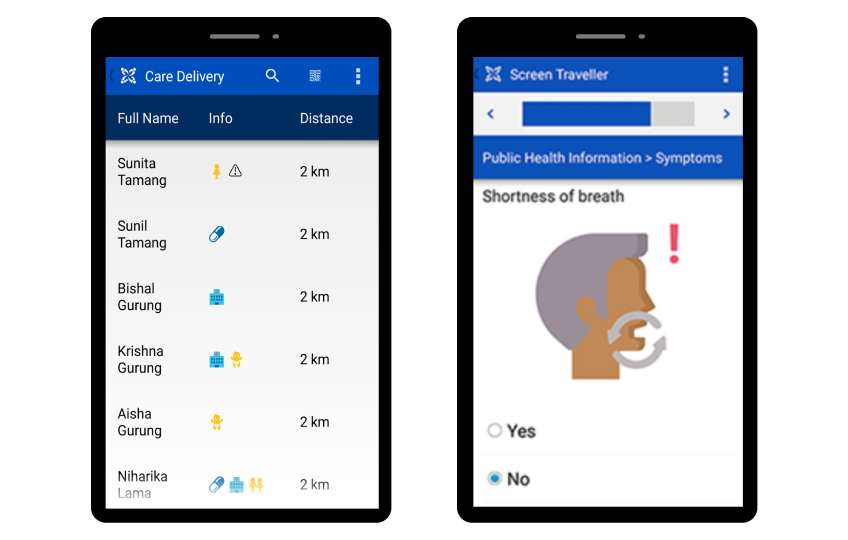 Care Delivery
Full Name Info Distance
Sunita
Tamang
2 km
Sunil
Tamang
2 km
Bishal
Gurung
2 km
Krishna
Gurung
2 km
Aisha
Gurung
2 km
Niharika
Lama
2 km
Screen Traveller
Public Health Information > Symptoms
Shortness of breath
!
Yes
No